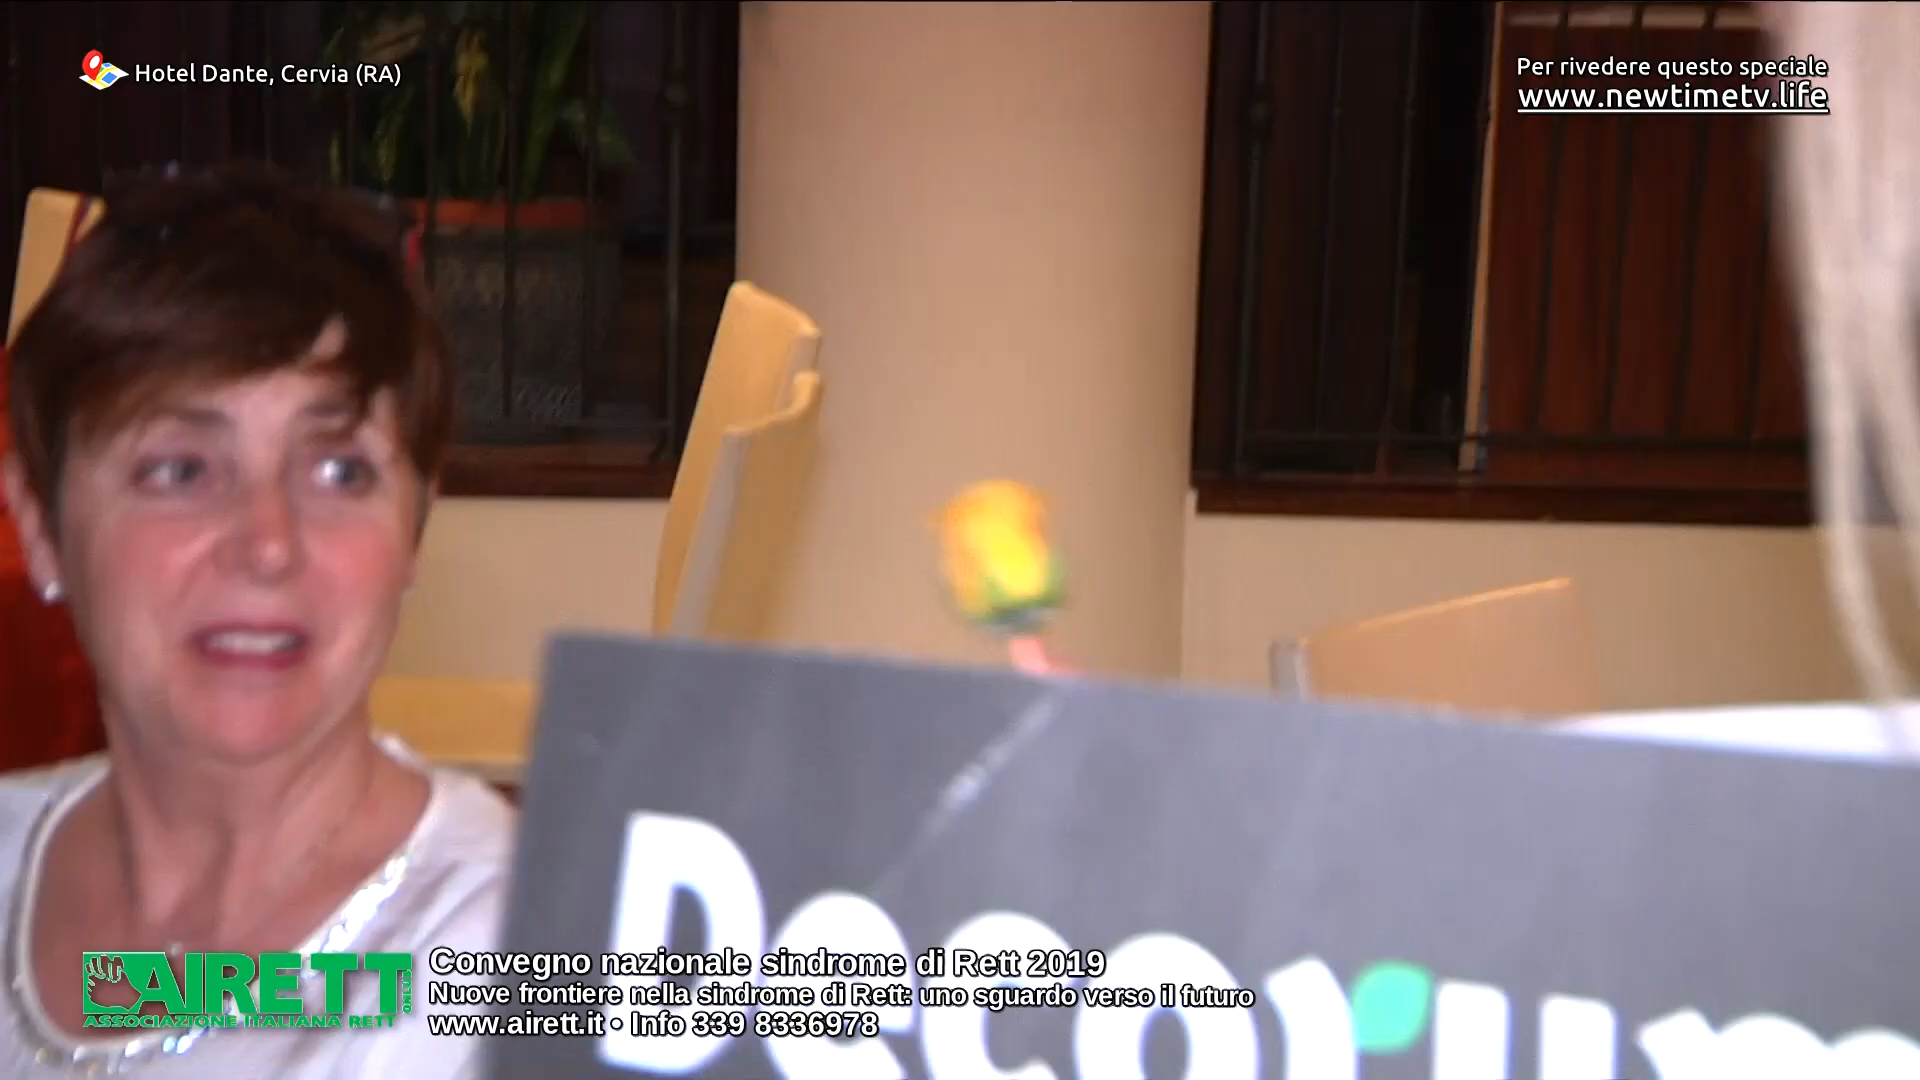 Hotel Dante, Cervia (RA)
Per rivedere questo speciale
www.newtimetv.life
Decorum
AIRETT
ONLUS
ASSOCIAZIONE ITALIANA RETT
Convegno nazionale sindrome di Rett 2019
Nuove frontiere nella sindrome di Rett: uno sguardo verso il futuro
www.airett.it • Info 339 8336978